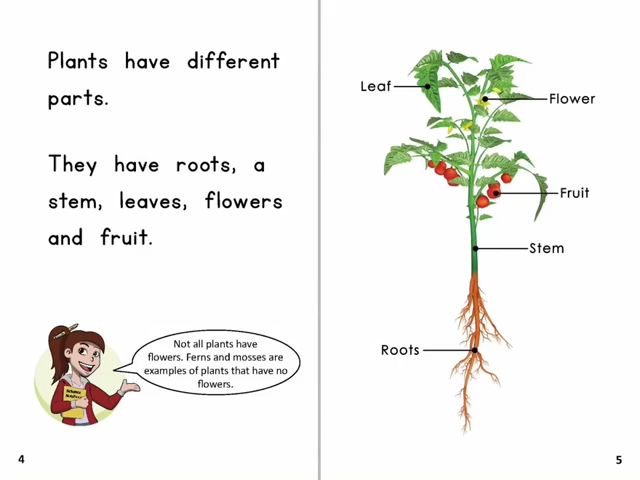 Plants have different
parts.
They have roots, a
stem, leaves, flowers
and fruit.
Not all plants have
flowers. Ferns and mosses are
examples of plants that have no
flowers.
4
Leaf
Flower
Fruit
Stem
Roots
5